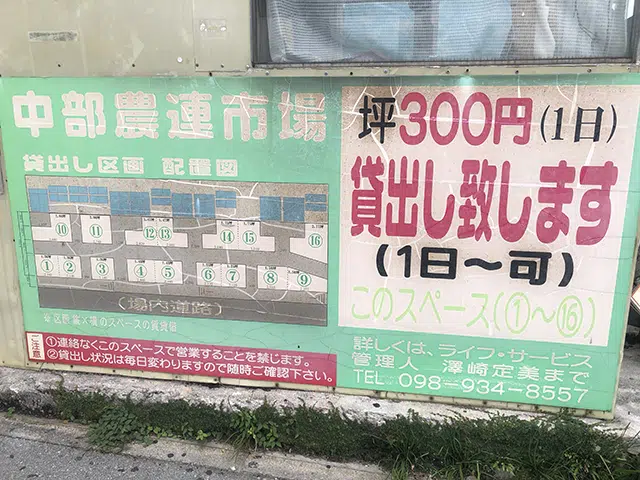 中部農連市場
貸出し区画 配置図
⑩ ⑪ ⑫⑬ ⑭ ⑮ ⑯
① ② ③ ④ ⑤ ⑥ ⑦ ⑧ ⑨
(場内道路)
ご注意
①連絡なくこのスペースで営業することを禁じます。
②貸出し状況は毎日変わりますので随時ご確認下さい。
坪300円(1日)
貸出し致します
(1日〜可)
このスペース(①〜⑯)
詳しくは、ライフ・サービス
管理人 澤崎定美まで
TEL 098-934-8557